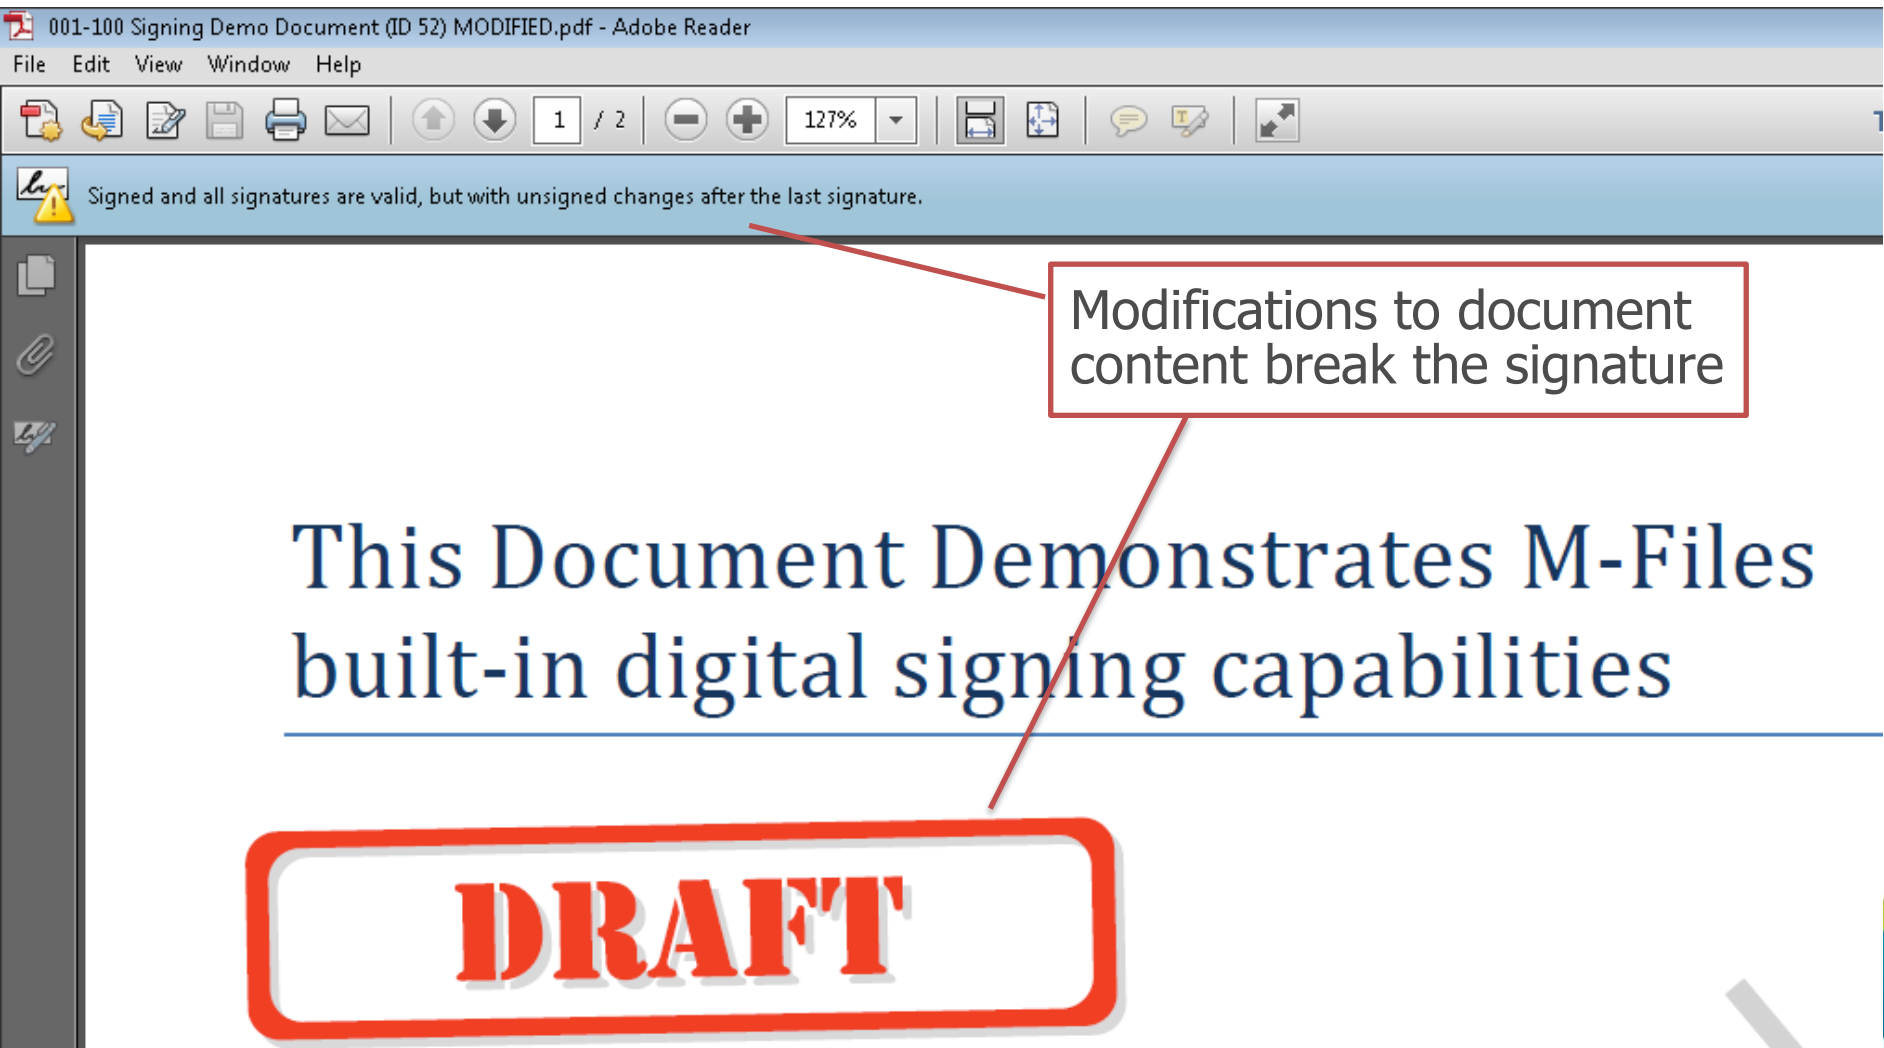 001-100 Signing Demo Document (ID 52) MODIFIED.pdf - Adobe Reader
File Edit View Window Help
1 / 2 127%
Signed and all signatures are valid, but with unsigned changes after the last signature.
Modifications to document
content break the signature
This Document Demonstrates M-Files
built-in digital signing capabilities
DRAFT